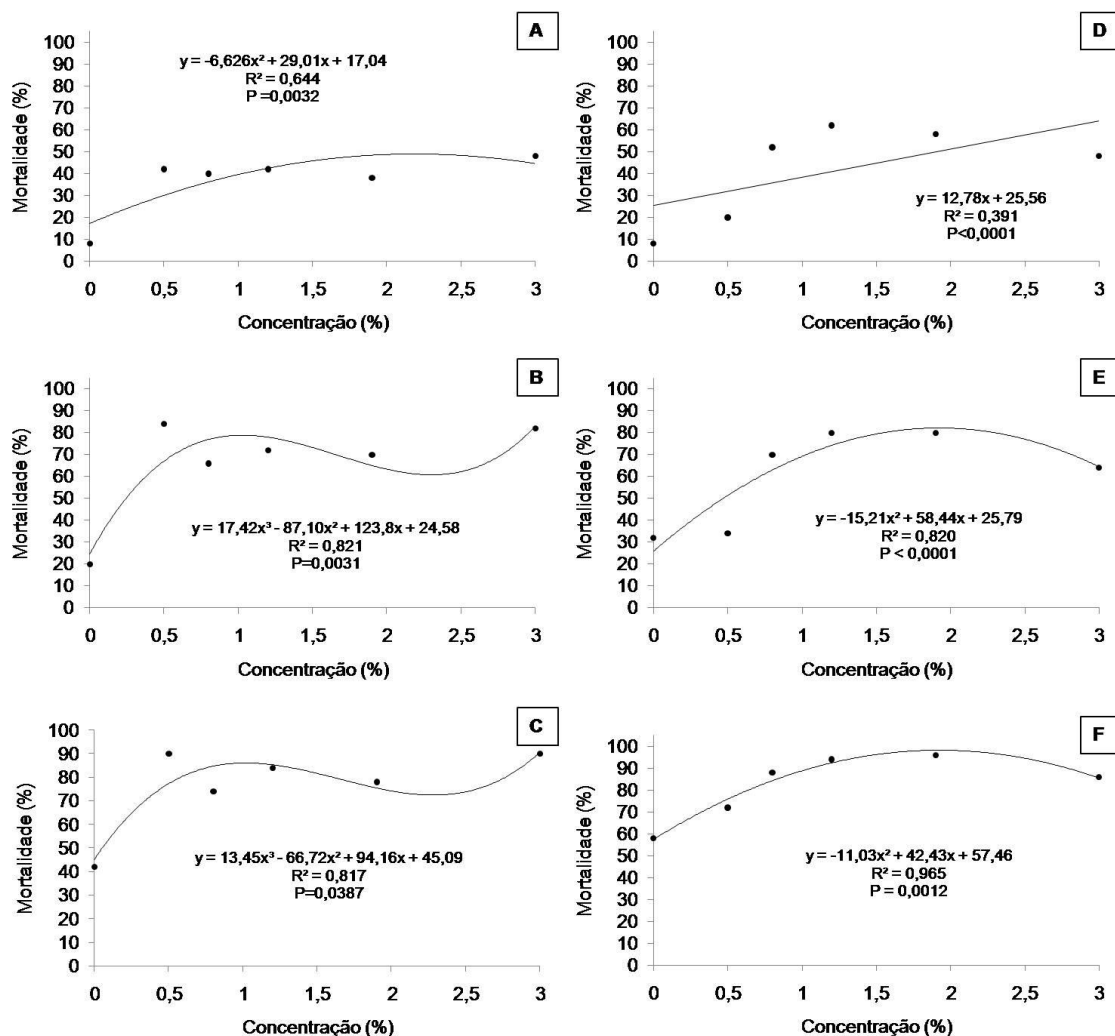 A
y = -6,626x² + 29,01x + 17,04
R² = 0,644
P =0,0032
Mortalidade (%)
100
90
80
70
60
50
40
30
20
10
0
0 0,5 1 1,5 2 2,5 3
Concentração (%)
D
y = 12,78x + 25,56
R² = 0,391
P<0,0001
Mortalidade (%)
100
90
80
70
60
50
40
30
20
10
0
0 0,5 1 1,5 2 2,5 3
Concentração (%)
B
y = 17,42x³ - 87,10x² + 123,8x + 24,58
R² = 0,821
P=0,0031
Mortalidade (%)
100
90
80
70
60
50
40
30
20
10
0
0 0,5 1 1,5 2 2,5 3
Concentração (%)
E
y = -15,21x² + 58,44x + 25,79
R² = 0,820
P < 0,0001
Mortalidade (%)
100
90
80
70
60
50
40
30
20
10
0
0 0,5 1 1,5 2 2,5 3
Concentração (%)
C
y = 13,45x³ - 66,72x² + 94,16x + 45,09
R² = 0,817
P=0,0387
Mortalidade (%)
100
90
80
70
60
50
40
30
20
10
0
0 0,5 1 1,5 2 2,5 3
Concentração (%)
F
y = -11,03x² + 42,43x + 57,46
R² = 0,965
P = 0,0012
Mortalidade (%)
100
90
80
70
60
50
40
30
20
10
0
0 0,5 1 1,5 2 2,5 3
Concentração (%)